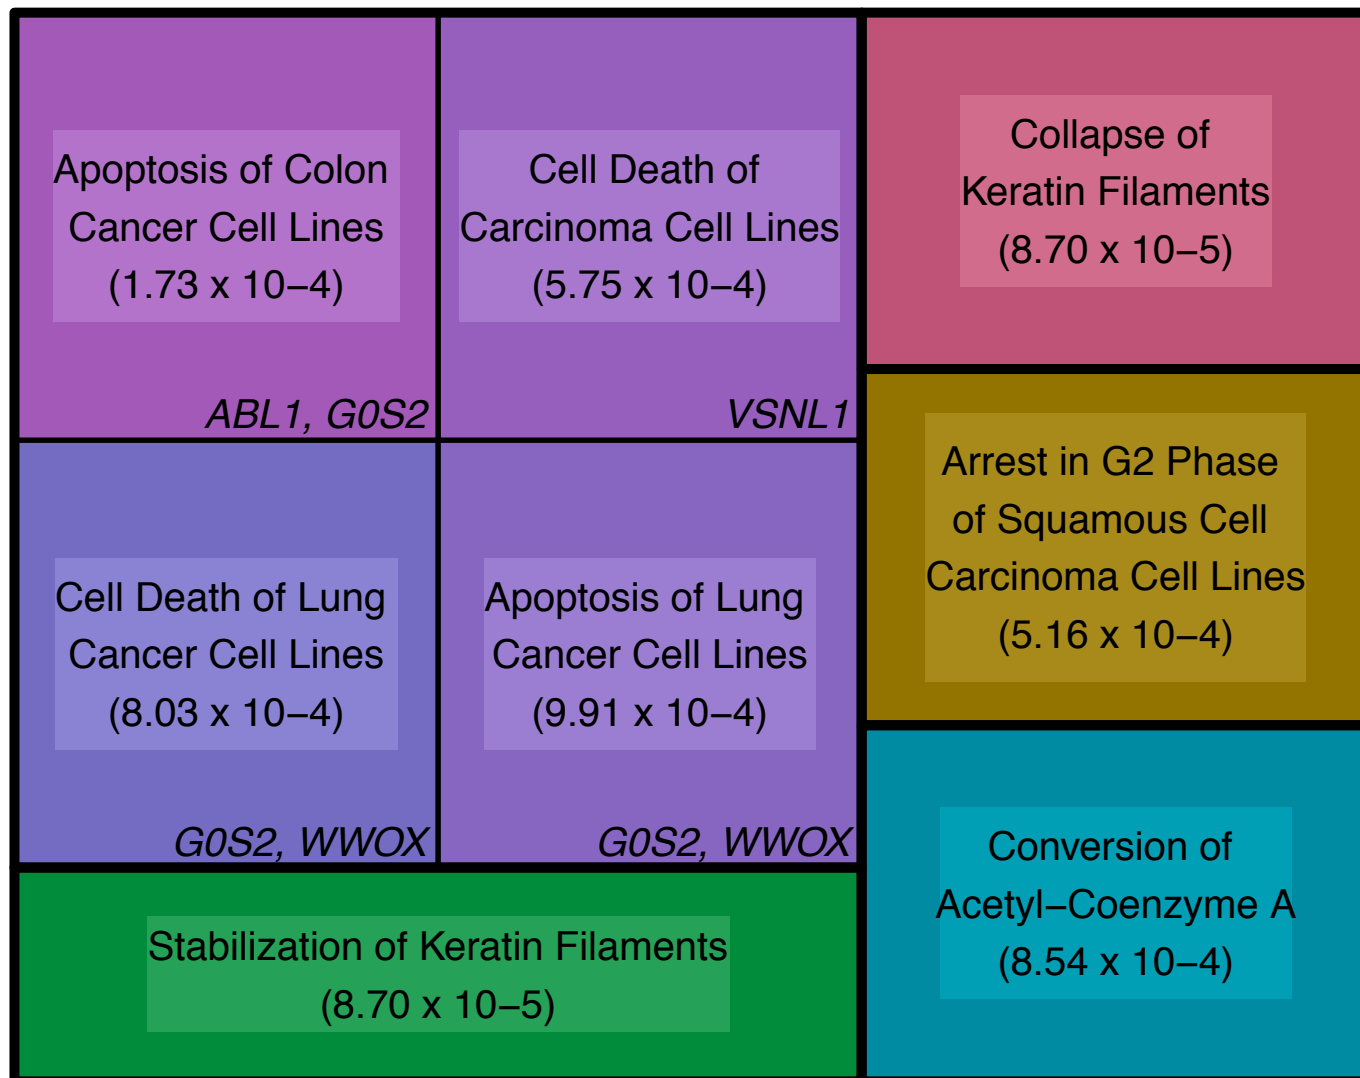 Apoptosis of Colon
Cancer Cell Lines
(1.73 x 10−4)
ABL1, G0S2
Cell Death of
Carcinoma Cell Lines
(5.75 x 10−4)
VSNL1
Collapse of
Keratin Filaments
(8.70 x 10−5)
Cell Death of Lung
Cancer Cell Lines
(8.03 x 10−4)
G0S2, WWOX
Apoptosis of Lung
Cancer Cell Lines
(9.91 x 10−4)
G0S2, WWOX
Arrest in G2 Phase
of Squamous Cell
Carcinoma Cell Lines
(5.16 x 10−4)
Stabilization of Keratin Filaments
(8.70 x 10−5)
Conversion of
Acetyl−Coenzyme A
(8.54 x 10−4)